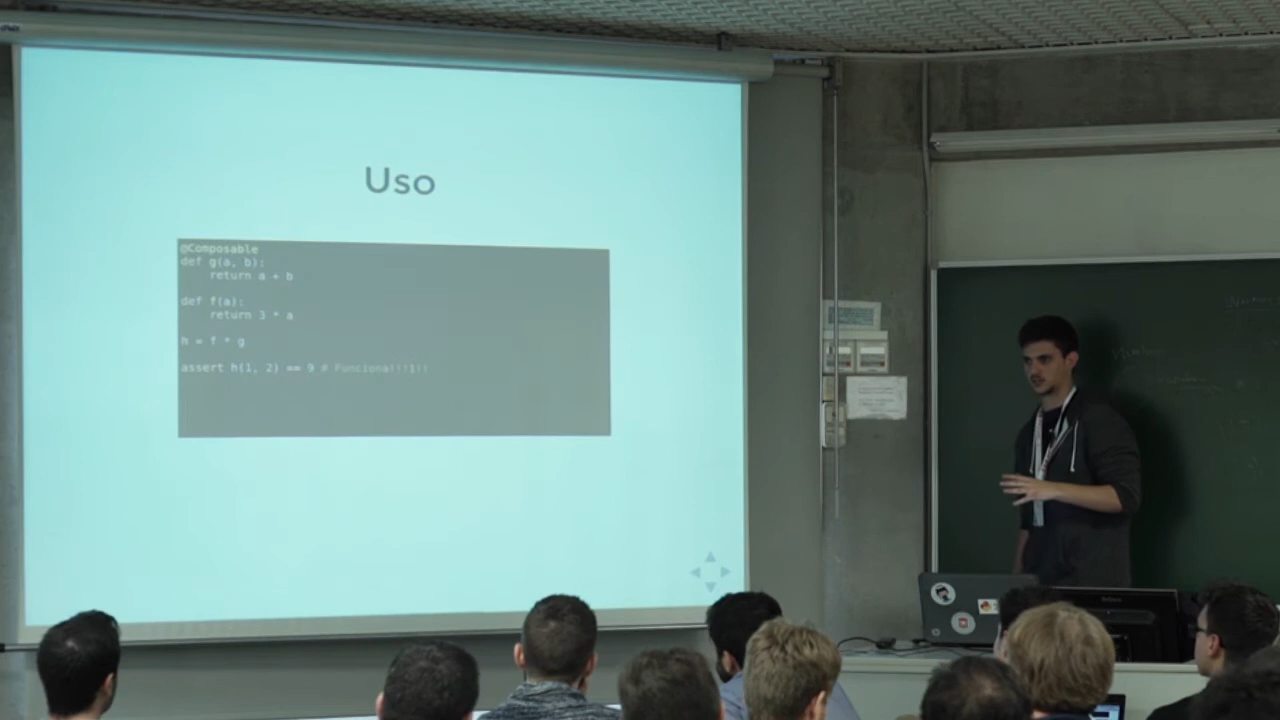 Uso
@Composable
def g(a, b):
return a + b
def f(a):
return 3 * a
h = f * g
assert h(1, 2) == 9 # Funciona!!!1!!